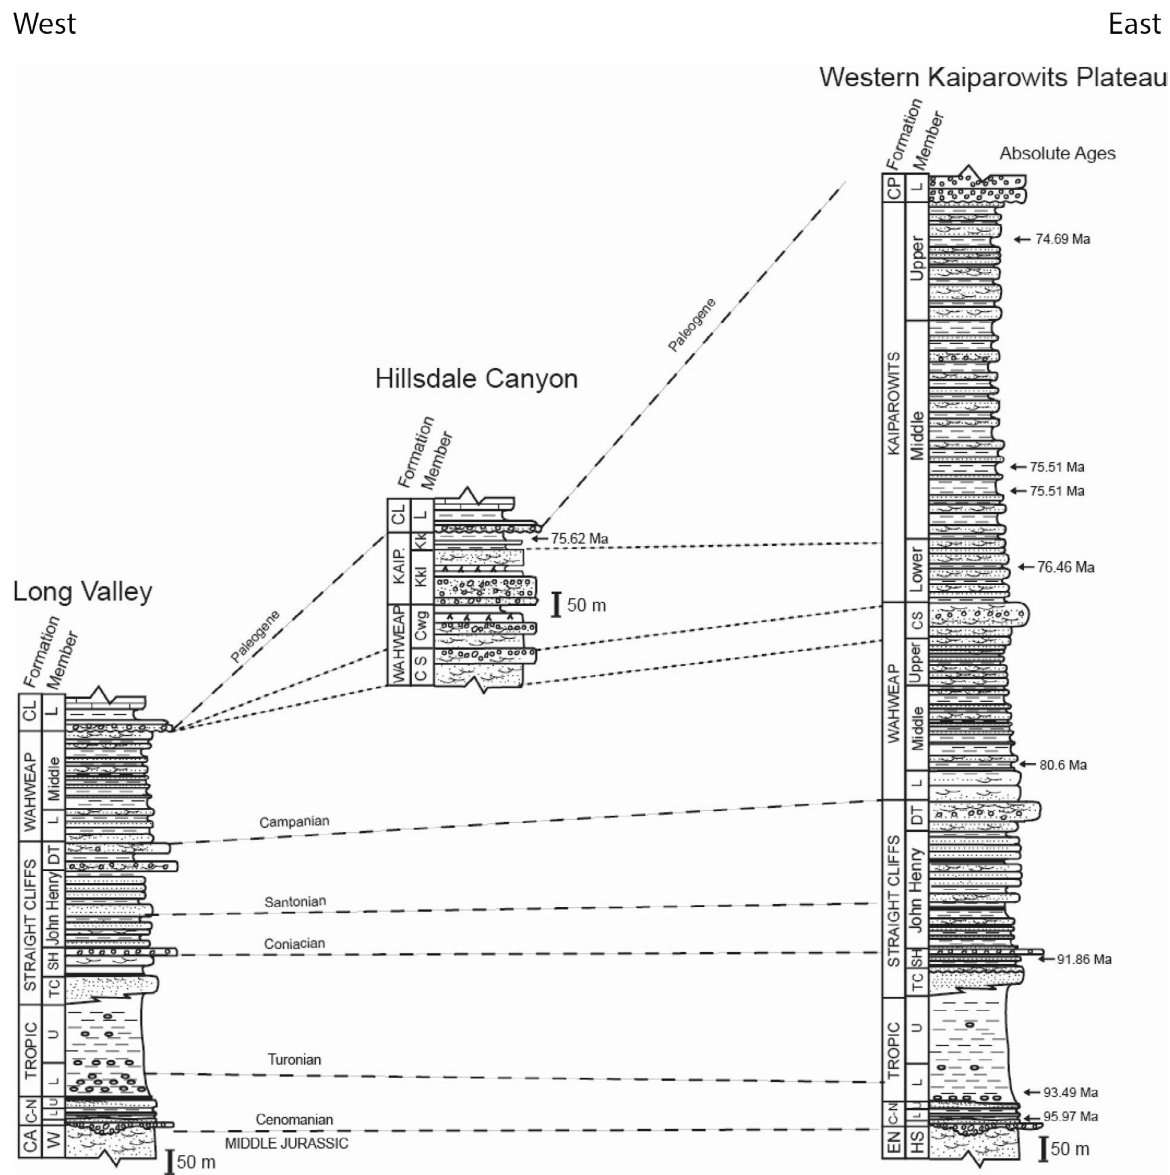 West
East
Western Kaiparowits Plateau
Formation
Member
Absolute Ages
CP
L
KAIPAROWITS
Upper
Middle
Lower
74.69 Ma
75.51 Ma
75.51 Ma
76.46 Ma
WAHWEAP
CS
Upper
Middle
L
80.6 Ma
STRAIGHT CLIFFS
DT
John Henry
SH
TC
91.86 Ma
TROPIC
U
L
93.49 Ma
C-N
U
L
95.97 Ma
EN
HS
50 m
Paleogene
Hillsdale Canyon
Formation
Member
CL
L
KAIP.
Kk
Kkl
75.62 Ma
WAHWEAP
Cwg
C S
50 m
Paleogene
Long Valley
Formation
Member
CL
L
WAHWEAP
Middle
L
STRAIGHT CLIFFS
DT
John Henry
SH
TC
TROPIC
U
L
C-N
U
L
CA
W
50 m
Campanian
Santonian
Coniacian
Turonian
Cenomanian
MIDDLE JURASSIC